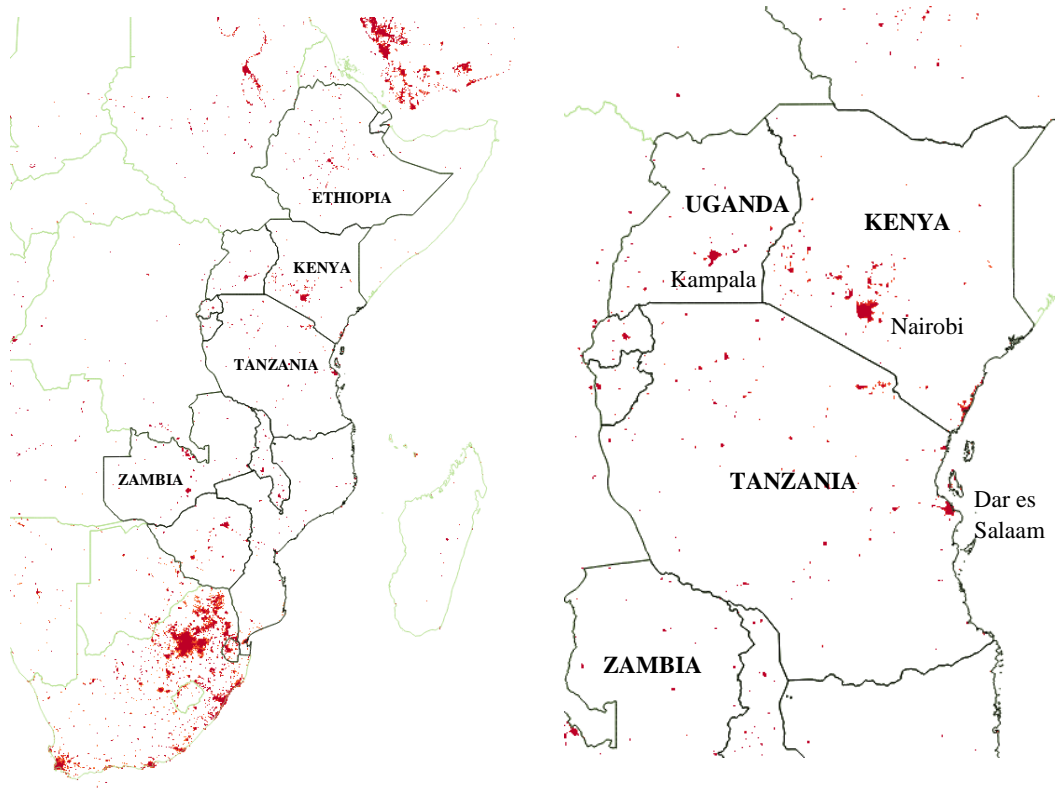 ETHIOPIA
KENYA
TANZANIA
ZAMBIA
UGANDA
KENYA
Kampala
Nairobi
TANZANIA
Dar es
Salaam
ZAMBIA